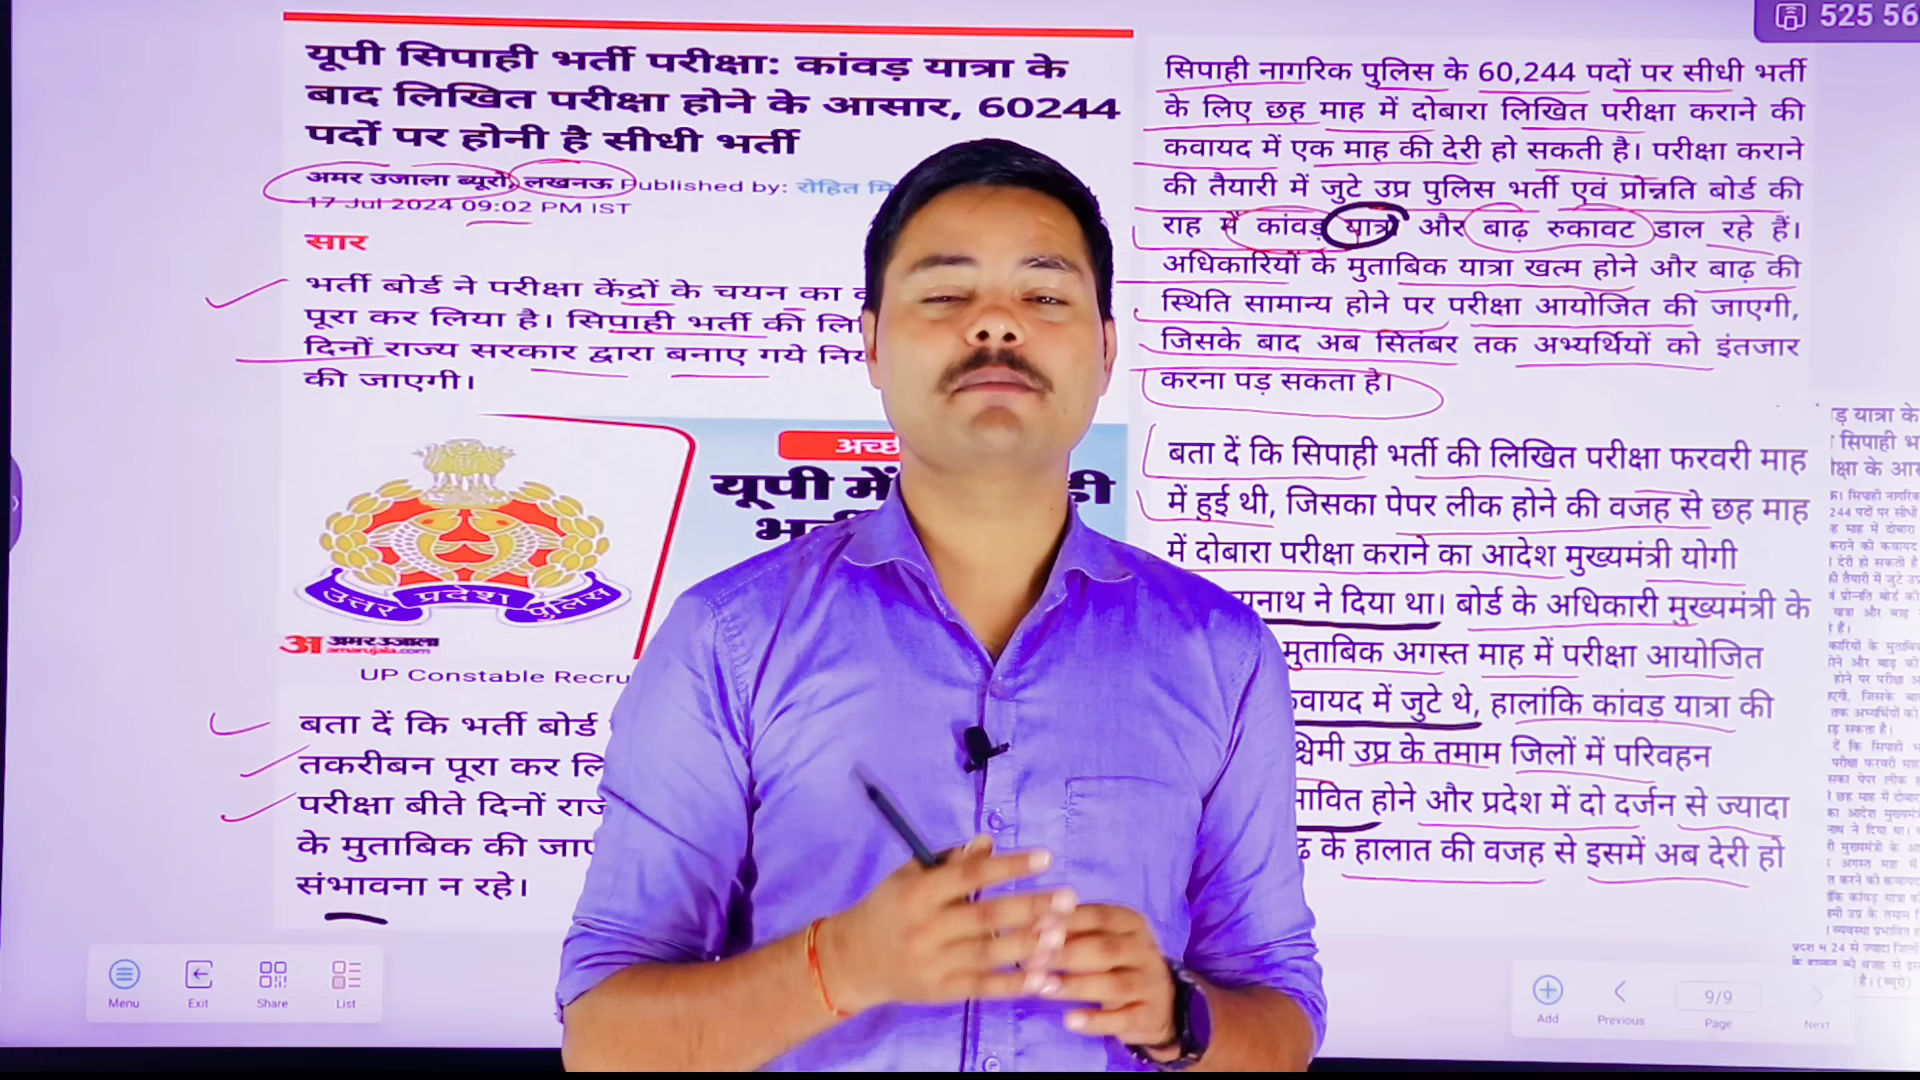 525 56
यूपी सिपाही भर्ती परीक्षा: कांवड़ यात्रा के
बाद लिखित परीक्षा होने के आसार, 60244
पदों पर होनी है सीधी भर्ती
अमर उजाला ब्यूरो, लखनऊ Published by: रोहित मि
17 Jul 2024 09:02 PM IST
सार
भर्ती बोर्ड ने परीक्षा केंद्रों के चयन का
पूरा कर लिया है। सिपाही भर्ती की लि
दिनों राज्य सरकार द्वारा बनाए गये निय
की जाएगी।
अच्छ
यूपी में
उत्तर प्रदेश पुलिस
अ अमर उजाला
amarujala.com
UP Constable Recru
बता दें कि भर्ती बोर्ड
तकरीबन पूरा कर लि
परीक्षा बीते दिनों राज
के मुताबिक की जाए
संभावना न रहे।
सिपाही नागरिक पुलिस के 60,244 पदों पर सीधी भर्ती
के लिए छह माह में दोबारा लिखित परीक्षा कराने की
कवायद में एक माह की देरी हो सकती है। परीक्षा कराने
की तैयारी में जुटे उप्र पुलिस भर्ती एवं प्रोन्नति बोर्ड की
राह में कांवड़ यात्रा और बाढ़ रुकावट डाल रहे हैं।
अधिकारियों के मुताबिक यात्रा खत्म होने और बाढ़ की
स्थिति सामान्य होने पर परीक्षा आयोजित की जाएगी,
जिसके बाद अब सितंबर तक अभ्यर्थियों को इंतजार
करना पड़ सकता है।
बता दें कि सिपाही भर्ती की लिखित परीक्षा फरवरी माह
में हुई थी, जिसका पेपर लीक होने की वजह से छह माह
में दोबारा परीक्षा कराने का आदेश मुख्यमंत्री योगी
यनाथ ने दिया था। बोर्ड के अधिकारी मुख्यमंत्री के
मुताबिक अगस्त माह में परीक्षा आयोजित
कवायद में जुटे थे, हालांकि कांवड़ यात्रा की
श्चिमी उप्र के तमाम जिलों में परिवहन
भावित होने और प्रदेश में दो दर्जन से ज्यादा
ढ़ के हालात की वजह से इसमें अब देरी हो
ड़ यात्रा के
सिपाही भ
क्षा के आस
Menu
Exit
Share
List
Add
Previous
9/9
Page
Next